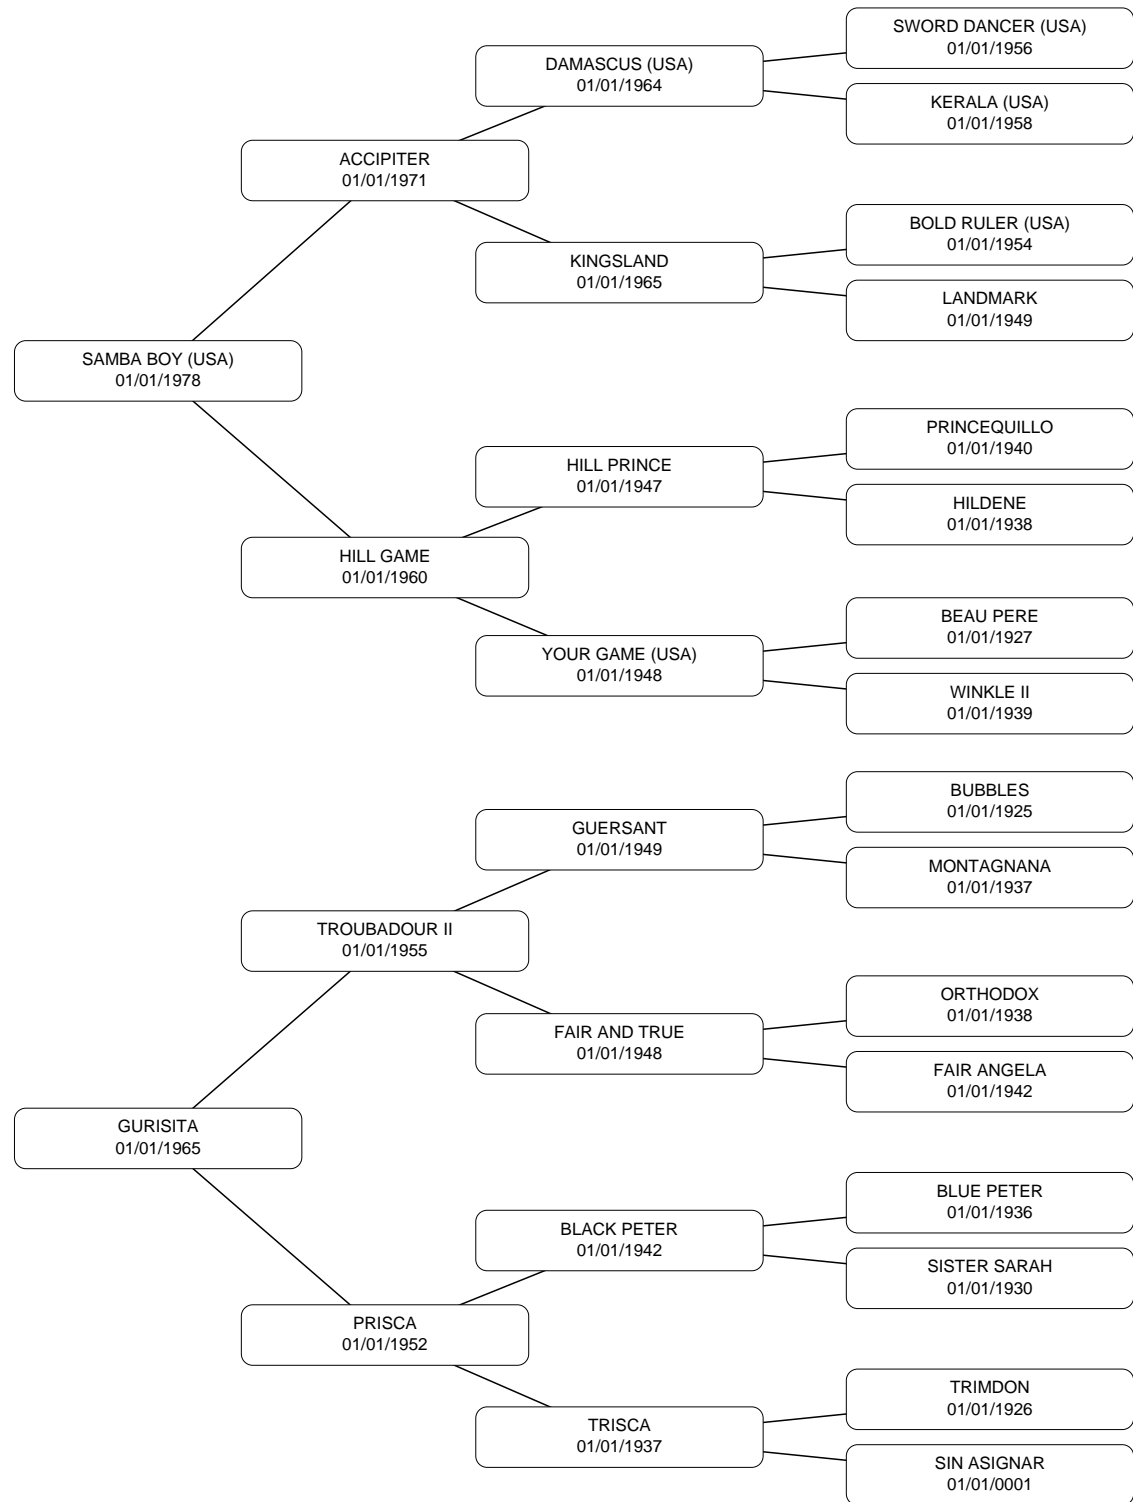 SWORD DANCER (USA)
01/01/1956
DAMASCUS (USA)
01/01/1964
KERALA (USA)
01/01/1958
ACCIPITER
01/01/1971
BOLD RULER (USA)
01/01/1954
KINGSLAND
01/01/1965
LANDMARK
01/01/1949
SAMBA BOY (USA)
01/01/1978
PRINCEQUILLO
01/01/1940
HILL PRINCE
01/01/1947
HILDENE
01/01/1938
HILL GAME
01/01/1960
BEAU PERE
01/01/1927
YOUR GAME (USA)
01/01/1948
WINKLE II
01/01/1939
BUBBLES
01/01/1925
GUERSANT
01/01/1949
MONTAGNANA
01/01/1937
TROUBADOUR II
01/01/1955
ORTHODOX
01/01/1938
FAIR AND TRUE
01/01/1948
FAIR ANGELA
01/01/1942
GURISITA
01/01/1965
BLUE PETER
01/01/1936
BLACK PETER
01/01/1942
SISTER SARAH
01/01/1930
PRISCA
01/01/1952
TRIMDON
01/01/1926
TRISCA
01/01/1937
SIN ASIGNAR
01/01/0001